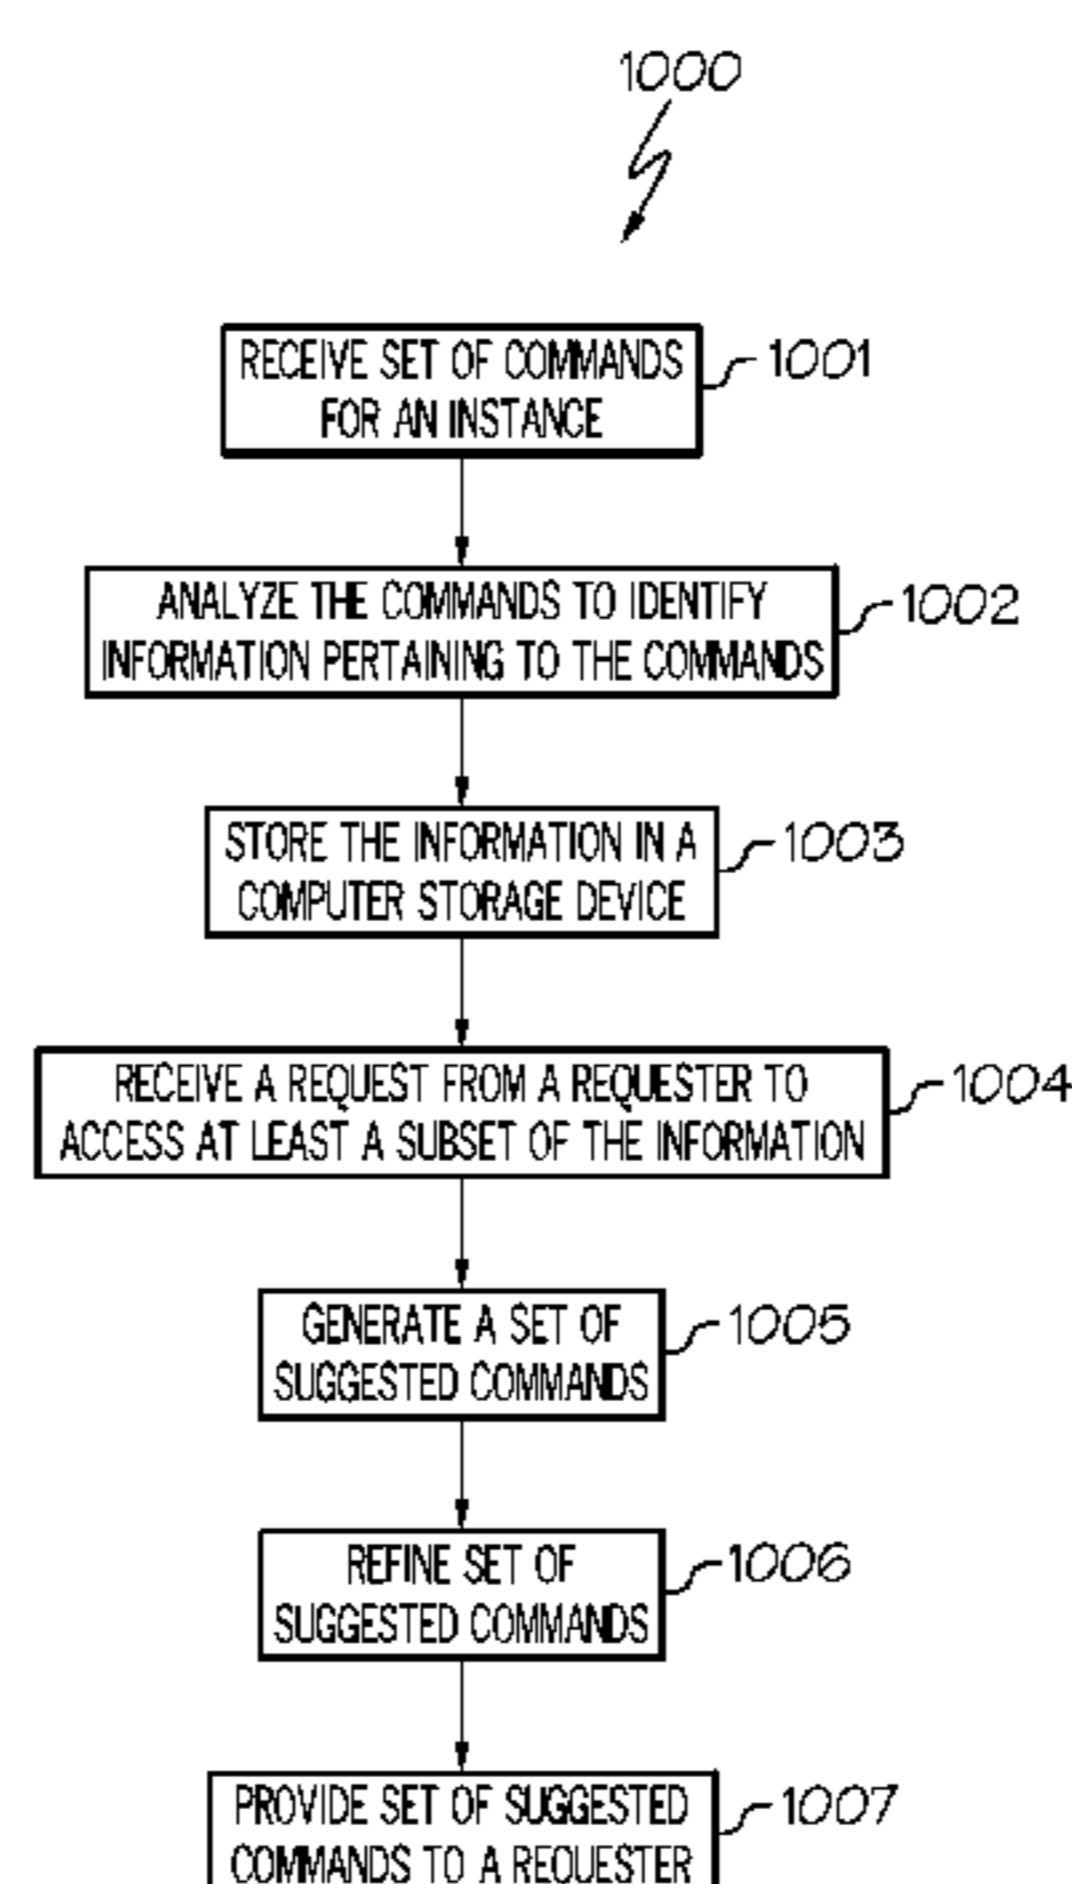 1000
RECEIVE SET OF COMMANDS
FOR AN INSTANCE
1001
ANALYZE THE COMMANDS TO IDENTIFY
INFORMATION PERTAINING TO THE COMMANDS
1002
STORE THE INFORMATION IN A
COMPUTER STORAGE DEVICE
1003
RECEIVE A REQUEST FROM A REQUESTER TO
ACCESS AT LEAST A SUBSET OF THE INFORMATION
1004
GENERATE A SET OF
SUGGESTED COMMANDS
1005
REFINE SET OF
SUGGESTED COMMANDS
1006
PROVIDE SET OF SUGGESTED
COMMANDS TO A REQUESTER
1007